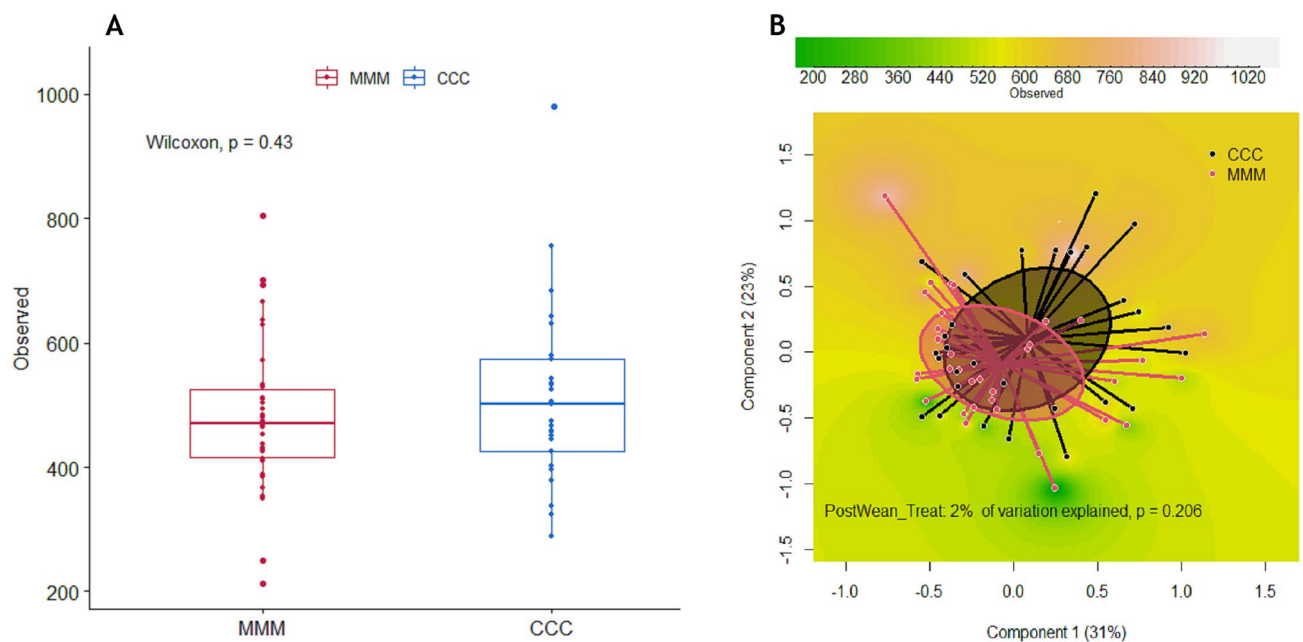 A
MMM CCC
Wilcoxon, p = 0.43
Observed
1000
800
600
400
200
MMM CCC
B
200 280 360 440 520 600 680 760 840 920 1020
Observed
CCC
MMM
Component 2 (23%)
1.5
1.0
0.5
0.0
-0.5
-1.0
-1.5
PostWean_Treat: 2% of variation explained, p = 0.206
-1.0 -0.5 0.0 0.5 1.0 1.5
Component 1 (31%)